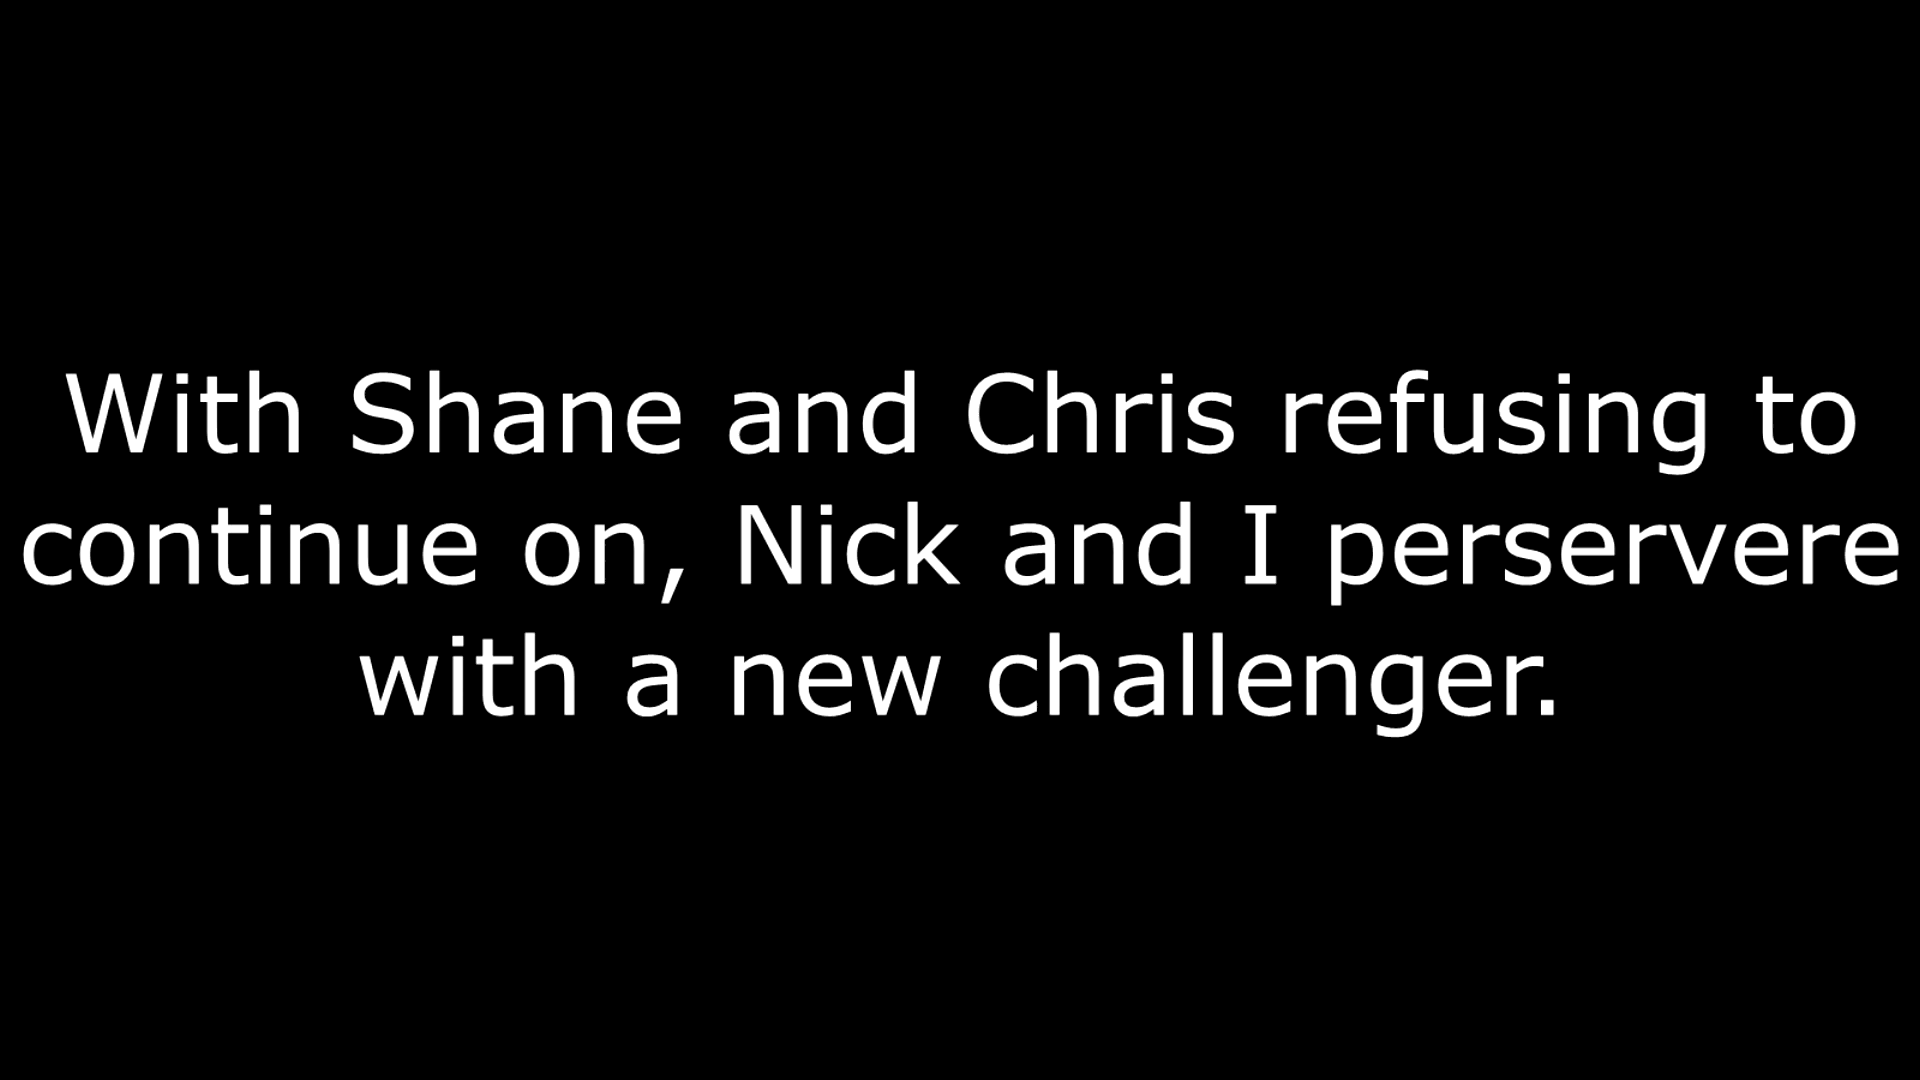 With Shane and Chris refusing to
continue on, Nick and I perservere
with a new challenger.